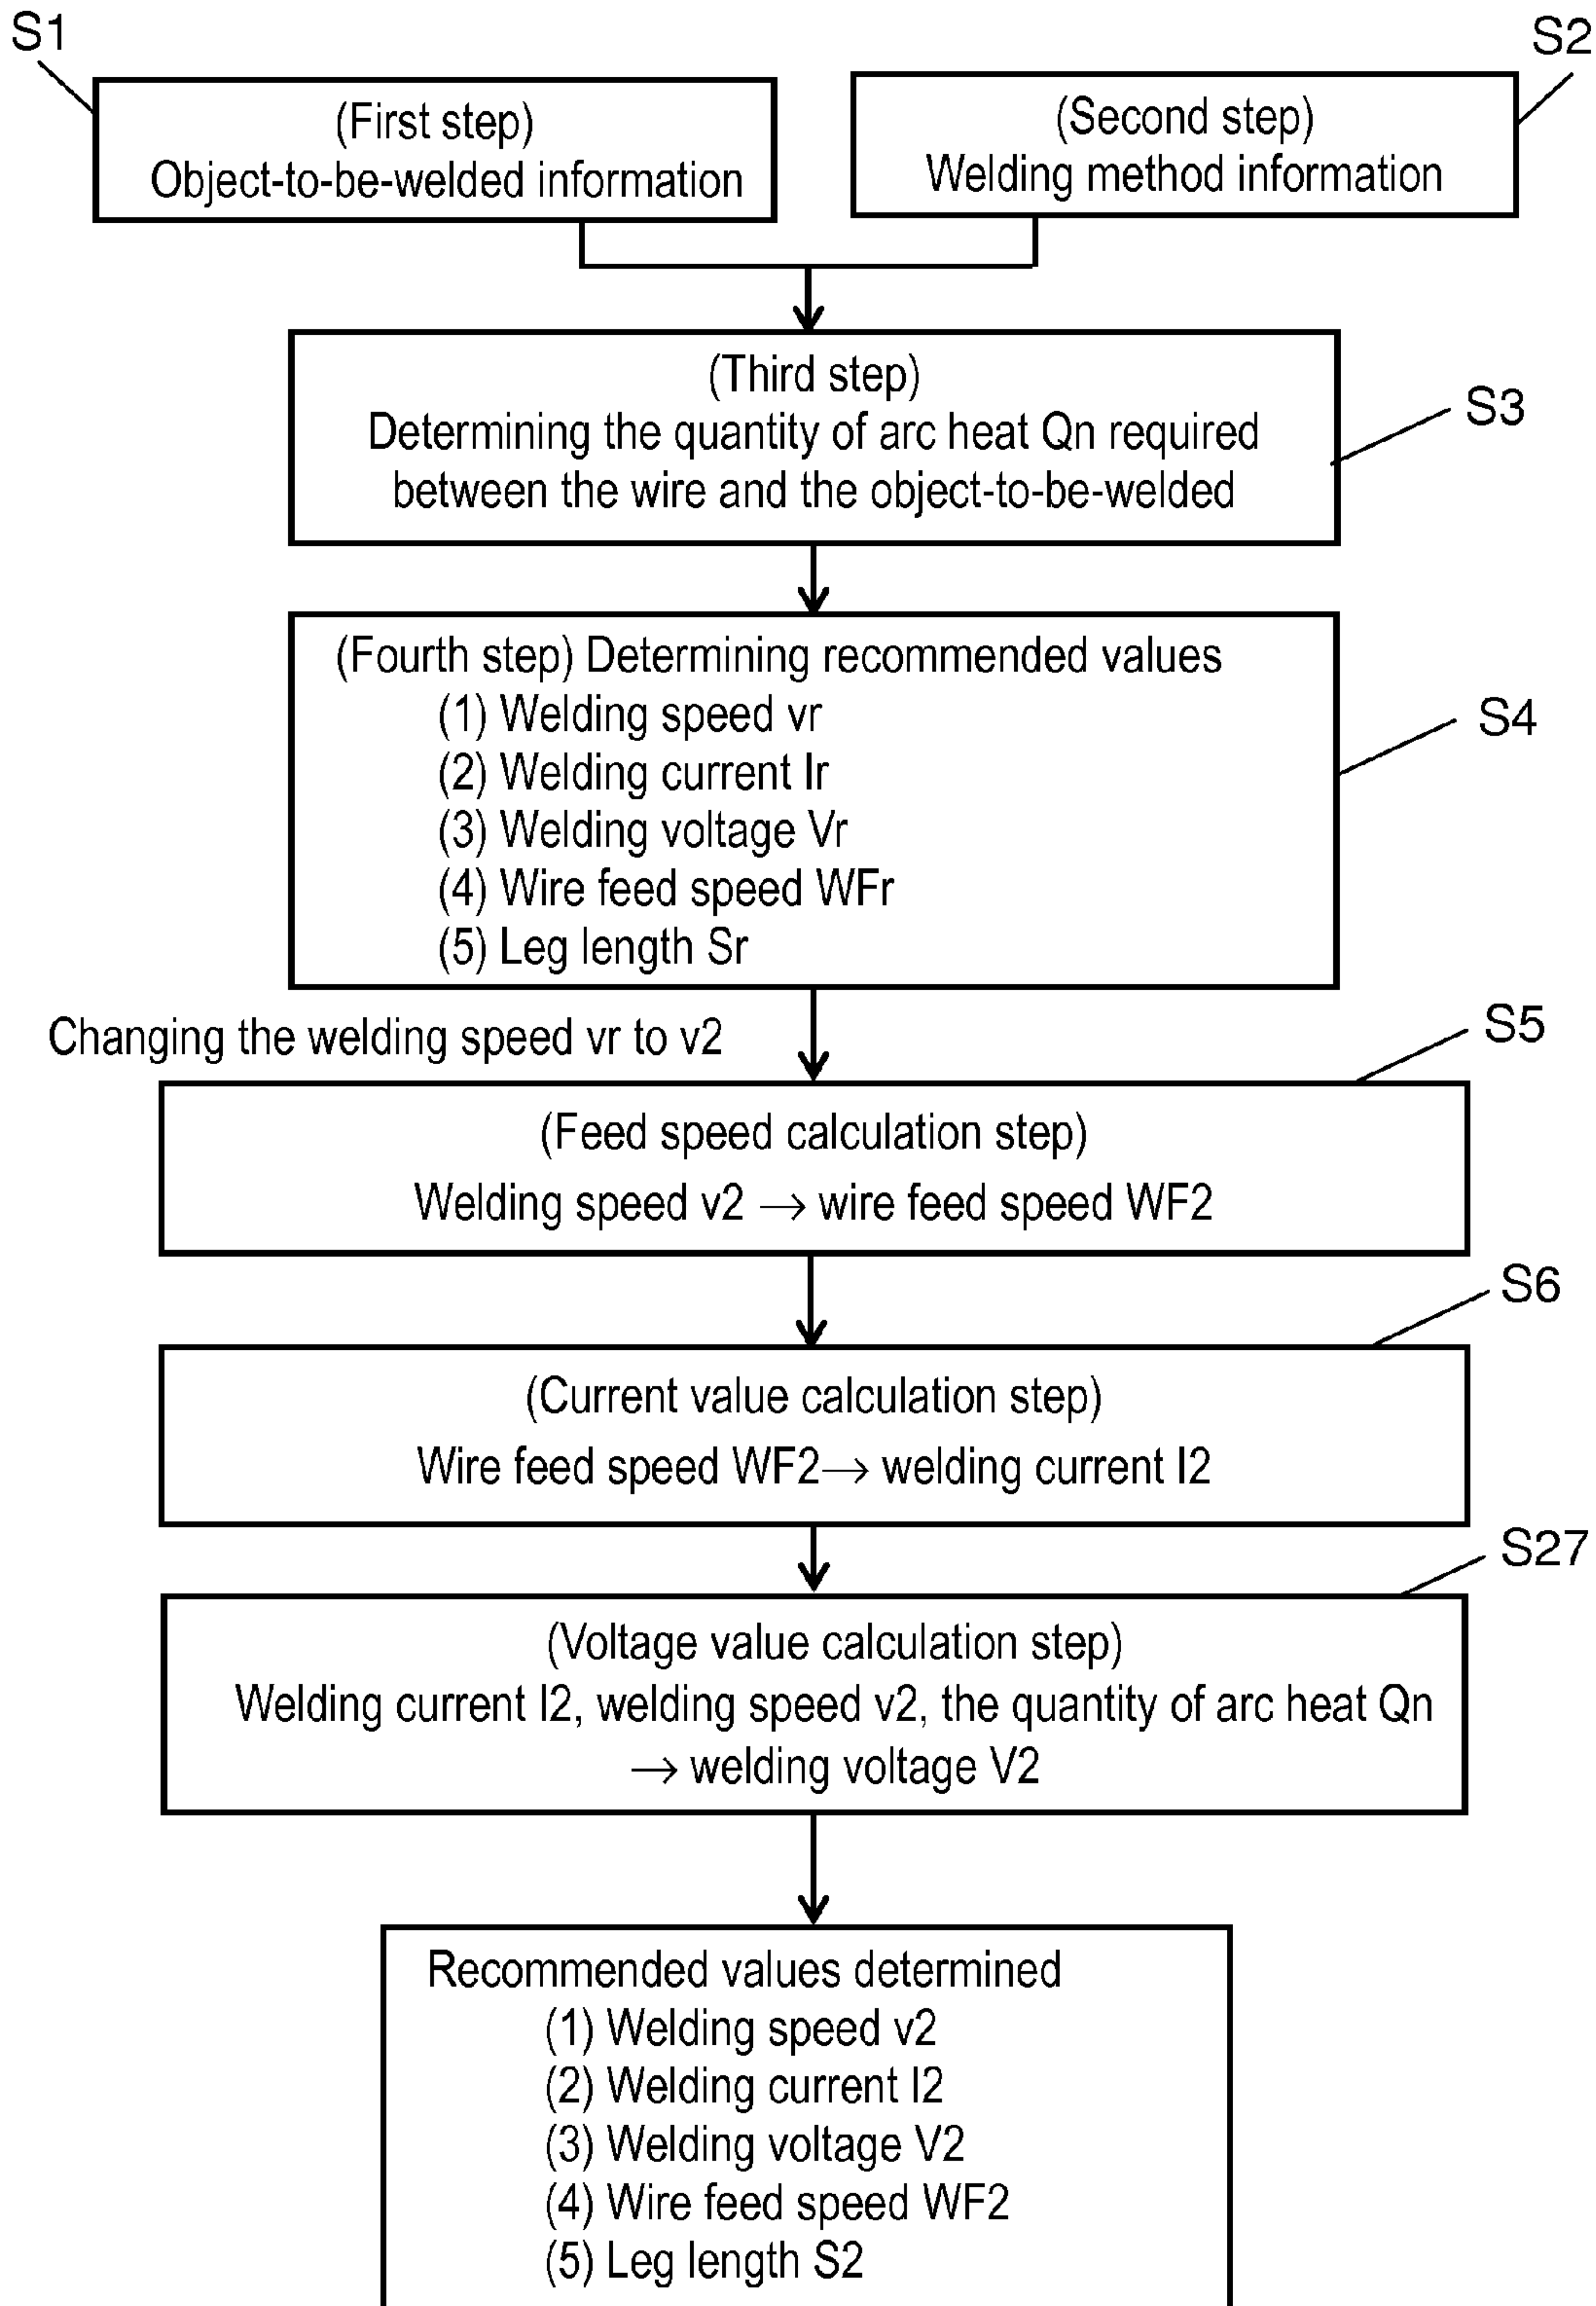 S1
S2
(First step)
Object-to-be-welded information
(Second step)
Welding method information
(Third step)
Determining the quantity of arc heat Qn required
between the wire and the object-to-be-welded
S3
(Fourth step) Determining recommended values
(1) Welding speed vr
(2) Welding current Ir
(3) Welding voltage Vr
(4) Wire feed speed WFr
(5) Leg length Sr
S4
Changing the welding speed vr to v2
S5
(Feed speed calculation step)
Welding speed v2 → wire feed speed WF2
S6
(Current value calculation step)
Wire feed speed WF2→ welding current I2
S27
(Voltage value calculation step)
Welding current I2, welding speed v2, the quantity of arc heat Qn
→ welding voltage V2
Recommended values determined
(1) Welding speed v2
(2) Welding current I2
(3) Welding voltage V2
(4) Wire feed speed WF2
(5) Leg length S2